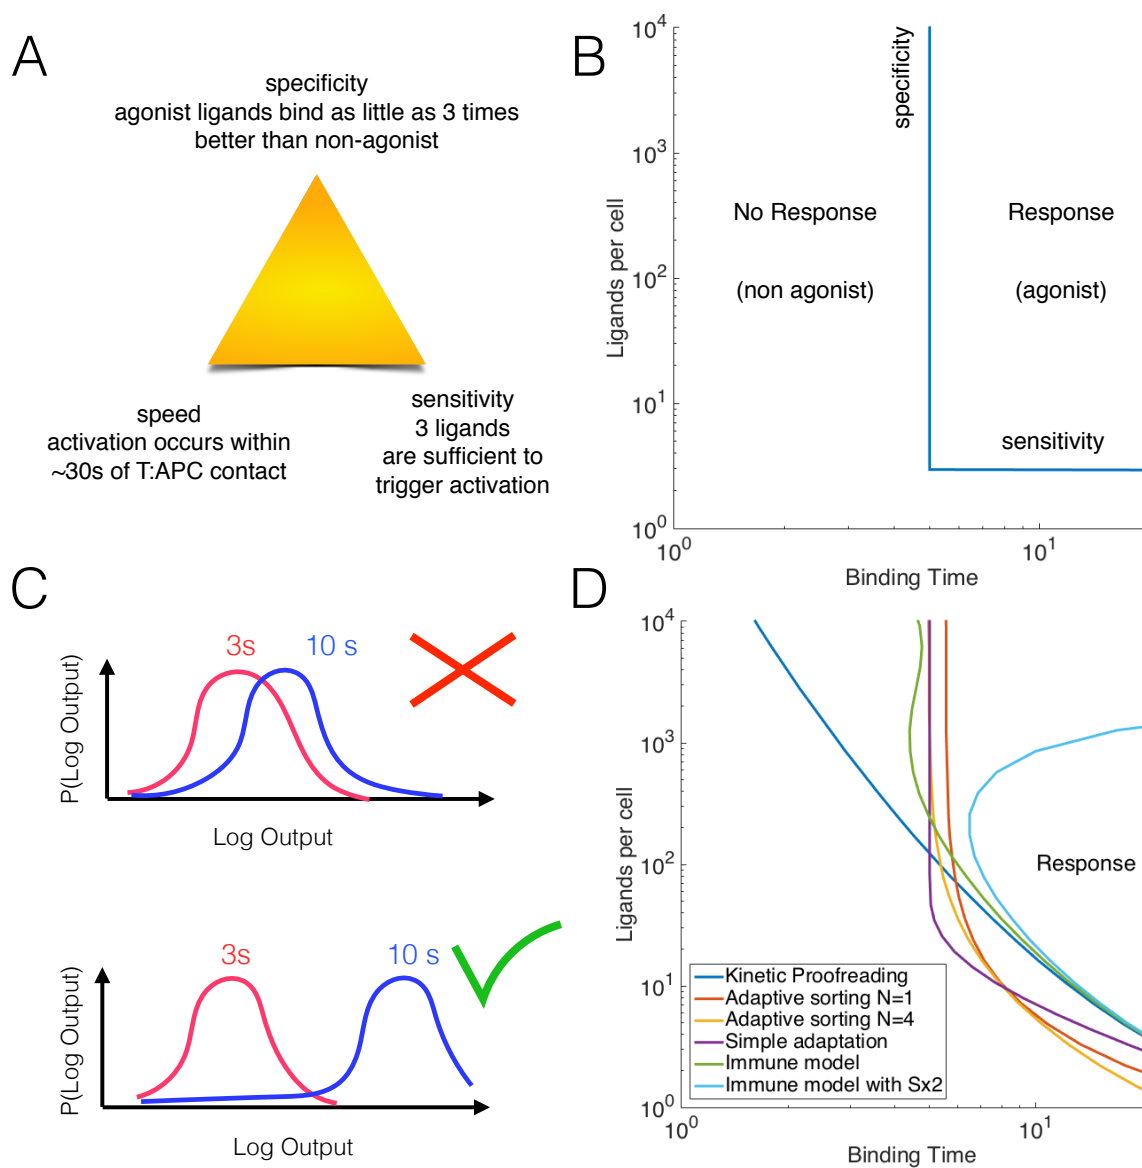 A
specificity
agonist ligands bind as little as 3 times
better than non-agonist
speed
activation occurs within
~30s of T:APC contact
sensitivity
3 ligands
are sufficient to
trigger activation
B
10^4
10^3
10^2
10^1
10^0
Ligands per cell
specificity
No Response
(non agonist)
Response
(agonist)
sensitivity
10^0
10^1
Binding Time
C
3s
10 s
P(Log Output)
Log Output
3s
10 s
P(Log Output)
Log Output
D
10^4
10^3
10^2
10^1
10^0
Ligands per cell
Response
Kinetic Proofreading
Adaptive sorting N=1
Adaptive sorting N=4
Simple adaptation
Immune model
Immune model with Sx2
10^0
10^1
Binding Time